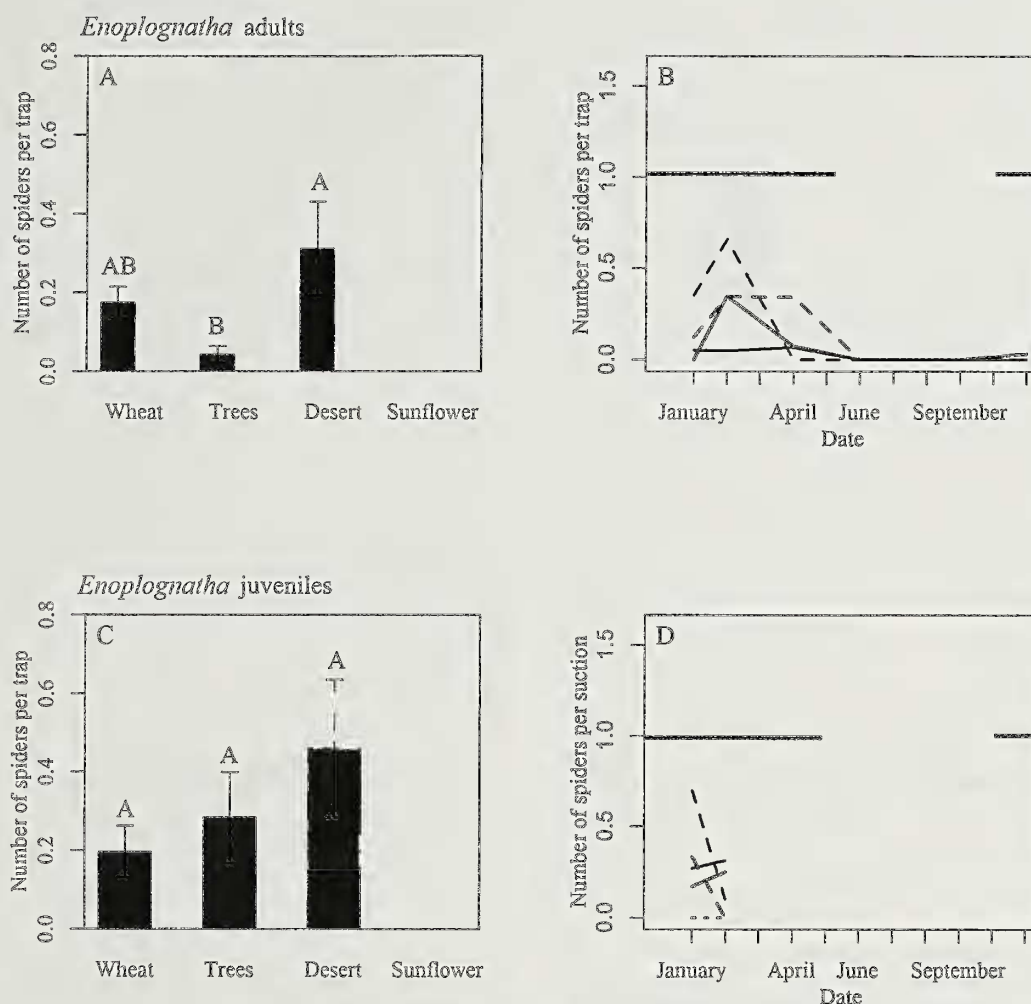 Enoplognatha adults
A
Number of spiders per trap
0.0 0.2 0.4 0.6 0.8
AB
B
A
Wheat Trees Desert Sunflower
B
Number of spiders per trap
0.0 0.5 1.0 1.5
January April June September
Date
Enoplognatha juveniles
C
Number of spiders per trap
0.0 0.2 0.4 0.6 0.8
A
A
A
Wheat Trees Desert Sunflower
D
Number of spiders per suction
0.0 0.5 1.0 1.5
January April June September
Date